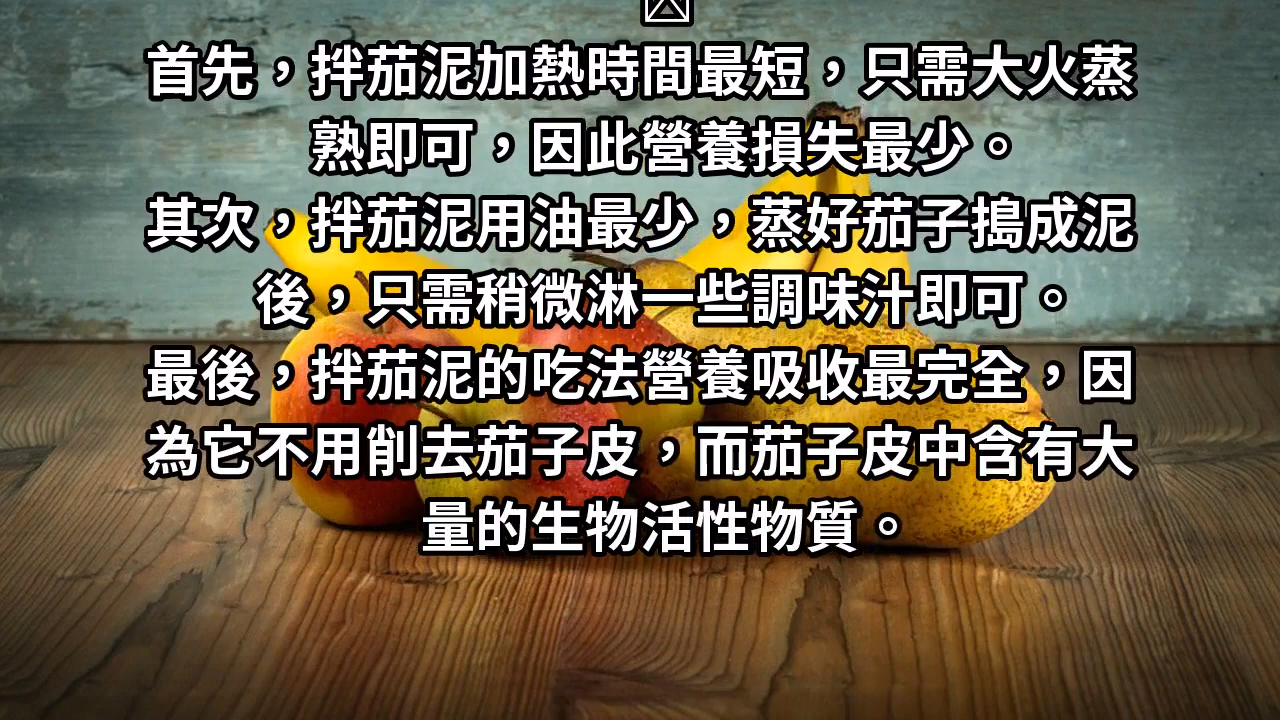 首先，拌茄泥加熱時間最短，只需大火蒸
熟即可，因此營養損失最少。
其次，拌茄泥用油最少，蒸好茄子搗成泥
後，只需稍微淋一些調味汁即可。
最後，拌茄泥的吃法營養吸收最完全，因
為它不用削去茄子皮，而茄子皮中含有大
量的生物活性物質。